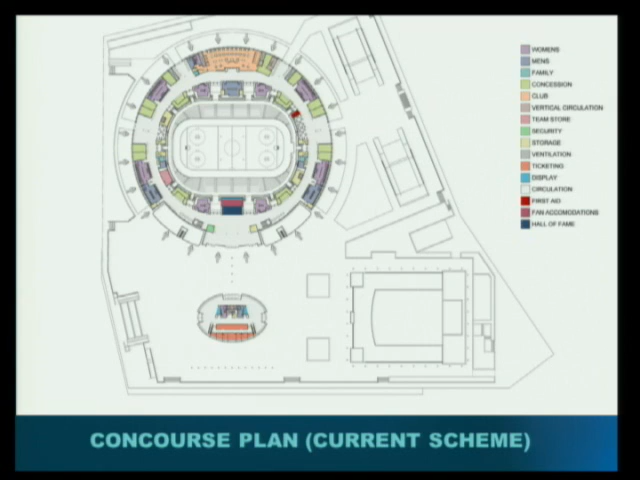 WOMENS
MENS
FAMILY
CONCESSION
CLUB
VERTICAL CIRCULATION
TEAM STORE
SECURITY
STORAGE
VENTILATION
TICKETING
DISPLAY
CIRCULATION
FIRST AID
FAN ACCOMODATIONS
HALL OF FAME
CONCOURSE PLAN (CURRENT SCHEME)